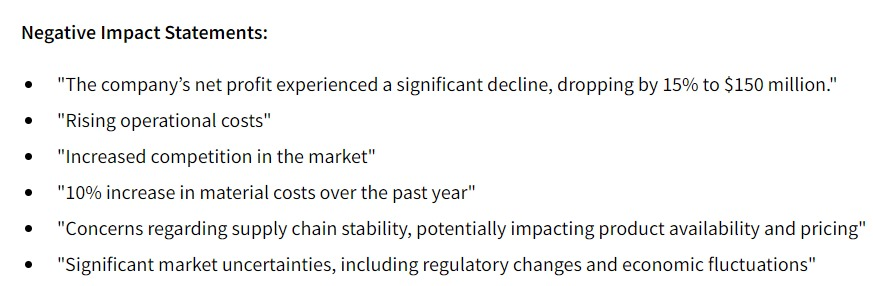 Negative Impact Statements:
• "The company’s net profit experienced a significant decline, dropping by 15% to $150 million."
• "Rising operational costs"
• "Increased competition in the market"
• "10% increase in material costs over the past year"
• "Concerns regarding supply chain stability, potentially impacting product availability and pricing"
• "Significant market uncertainties, including regulatory changes and economic fluctuations"